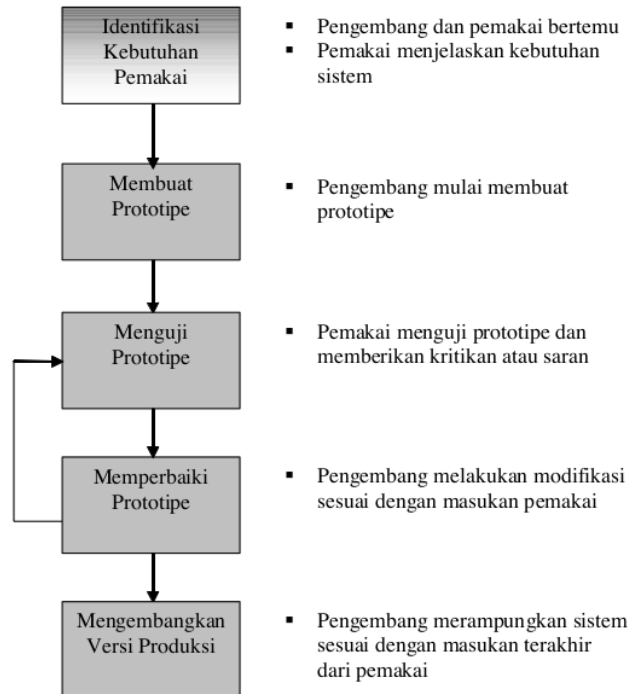 Identifikasi
Kebutuhan
Pemakai
▪ Pengembang dan pemakai bertemu
▪ Pemakai menjelaskan kebutuhan
sistem
Membuat
Prototipe
▪ Pengembang mulai membuat
prototipe
Menguji
Prototipe
▪ Pemakai menguji prototipe dan
memberikan kritikan atau saran
Memperbaiki
Prototipe
▪ Pengembang melakukan modifikasi
sesuai dengan masukan pemakai
Mengembangkan
Versi Produksi
▪ Pengembang merampungkan sistem
sesuai dengan masukan terakhir
dari pemakai